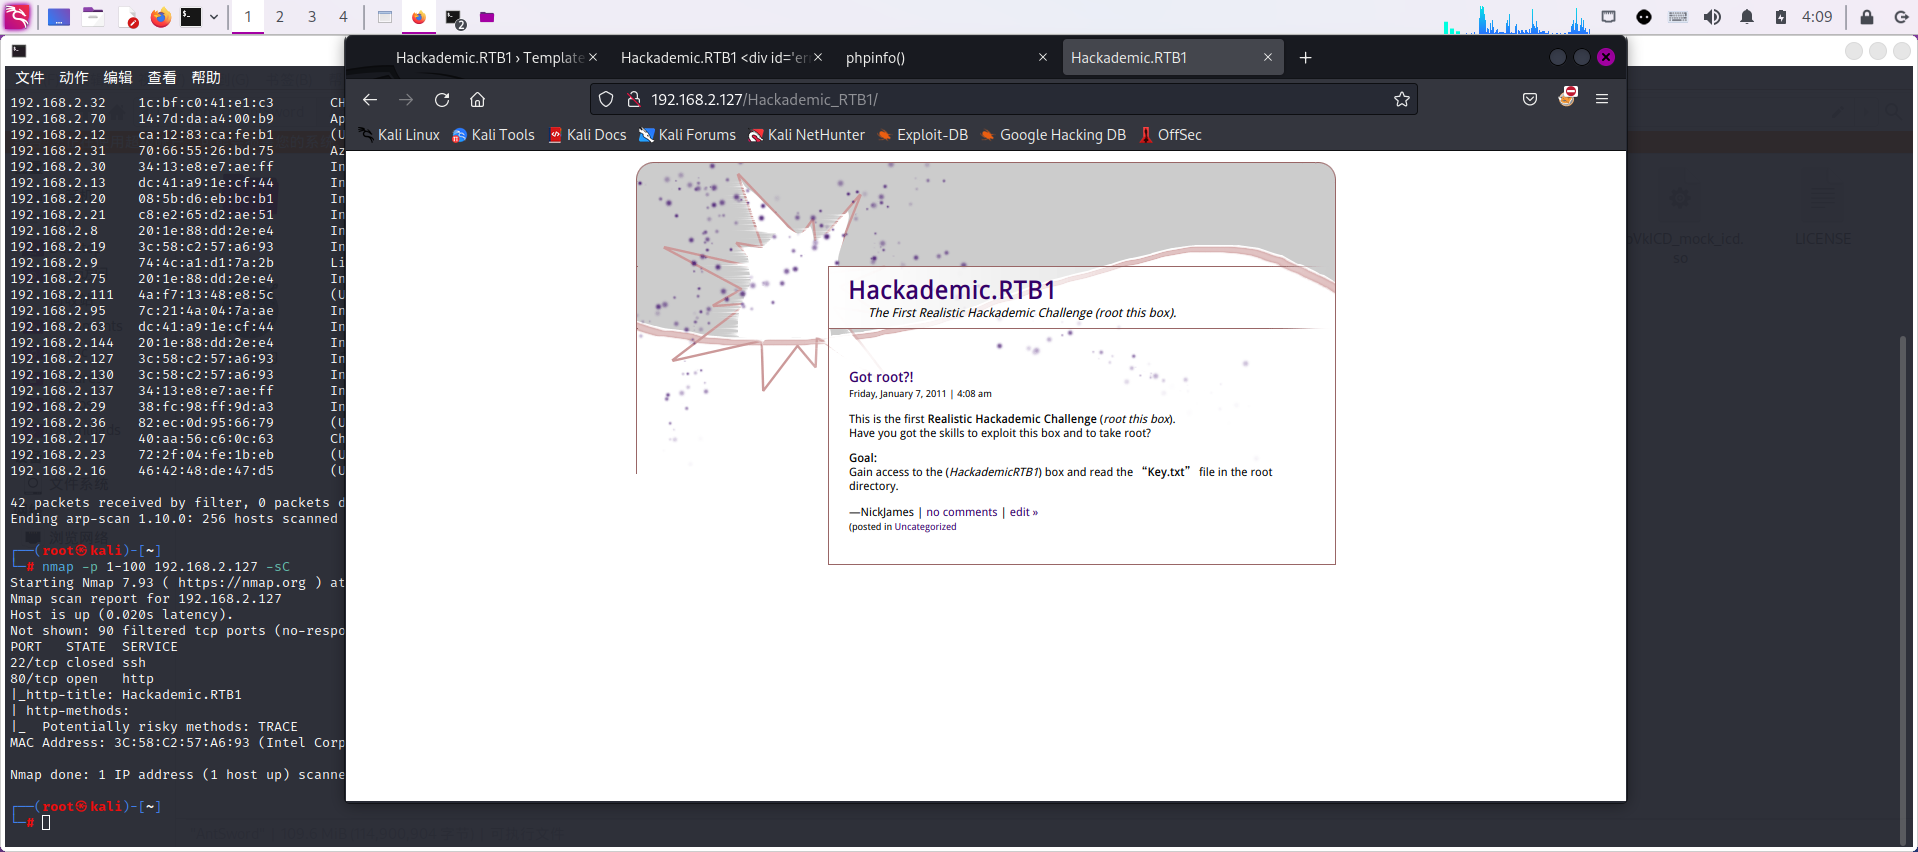 1 2 3 4
2
4:09
文件 动作 编辑 查看 帮助
192.168.2.32 1c:bf:c0:41:e1:c3 CH
192.168.2.70 14:7d:da:a4:00:b9 Ap
192.168.2.12 ca:12:83:ca:fe:b1 (U
192.168.2.31 70:66:55:26:bd:75 Az
192.168.2.30 34:13:e8:e7:ae:ff In
192.168.2.13 dc:41:a9:1e:cf:44 In
192.168.2.20 08:5b:d6:eb:bc:b1 In
192.168.2.21 c8:e2:65:d2:ae:51 In
192.168.2.8 20:1e:88:dd:2e:e4 In
192.168.2.19 3c:58:c2:57:a6:93 In
192.168.2.9 74:4c:a1:d1:7a:2b Li
192.168.2.75 20:1e:88:dd:2e:e4 In
192.168.2.111 4a:f7:13:48:e8:5c (U
192.168.2.95 7c:21:4a:04:7a:ae In
192.168.2.63 dc:41:a9:1e:cf:44 In
192.168.2.144 20:1e:88:dd:2e:e4 In
192.168.2.127 3c:58:c2:57:a6:93 In
192.168.2.130 3c:58:c2:57:a6:93 In
192.168.2.137 34:13:e8:e7:ae:ff In
192.168.2.29 38:fc:98:ff:9d:a3 In
192.168.2.36 82:ec:0d:95:66:79 (U
192.168.2.17 40:aa:56:c6:0c:63 Ch
192.168.2.23 72:2f:04:fe:1b:eb (U
192.168.2.16 46:42:48:de:47:d5 (U
42 packets received by filter, 0 packets d
Ending arp-scan 1.10.0: 256 hosts scanned
┌──(root㉿kali)-[~]
└─# nmap -p 1-100 192.168.2.127 -sC
Starting Nmap 7.93 ( https://nmap.org ) at
Nmap scan report for 192.168.2.127
Host is up (0.020s latency).
Not shown: 90 filtered tcp ports (no-respo
PORT STATE SERVICE
22/tcp closed ssh
80/tcp open http
|_http-title: Hackademic.RTB1
| http-methods:
|_ Potentially risky methods: TRACE
MAC Address: 3C:58:C2:57:A6:93 (Intel Corp
Nmap done: 1 IP address (1 host up) scanne
┌──(root㉿kali)-[~]
└─#
文件系统
浏览网络
Hackademic.RTB1 › Template
Hackademic.RTB1 <div id='err
phpinfo()
Hackademic.RTB1
192.168.2.127/Hackademic_RTB1/
Kali Linux
Kali Tools
Kali Docs
Kali Forums
Kali NetHunter
Exploit-DB
Google Hacking DB
OffSec
Hackademic.RTB1
The First Realistic Hackademic Challenge (root this box).
Got root?!
Friday, January 7, 2011 | 4:08 am
This is the first Realistic Hackademic Challenge (root this box).
Have you got the skills to exploit this box and to take root?
Goal:
Gain access to the (HackademicRTB1) box and read the “Key.txt” file in the root
directory.
—NickJames | no comments | edit »
(posted in Uncategorized
LICENSE